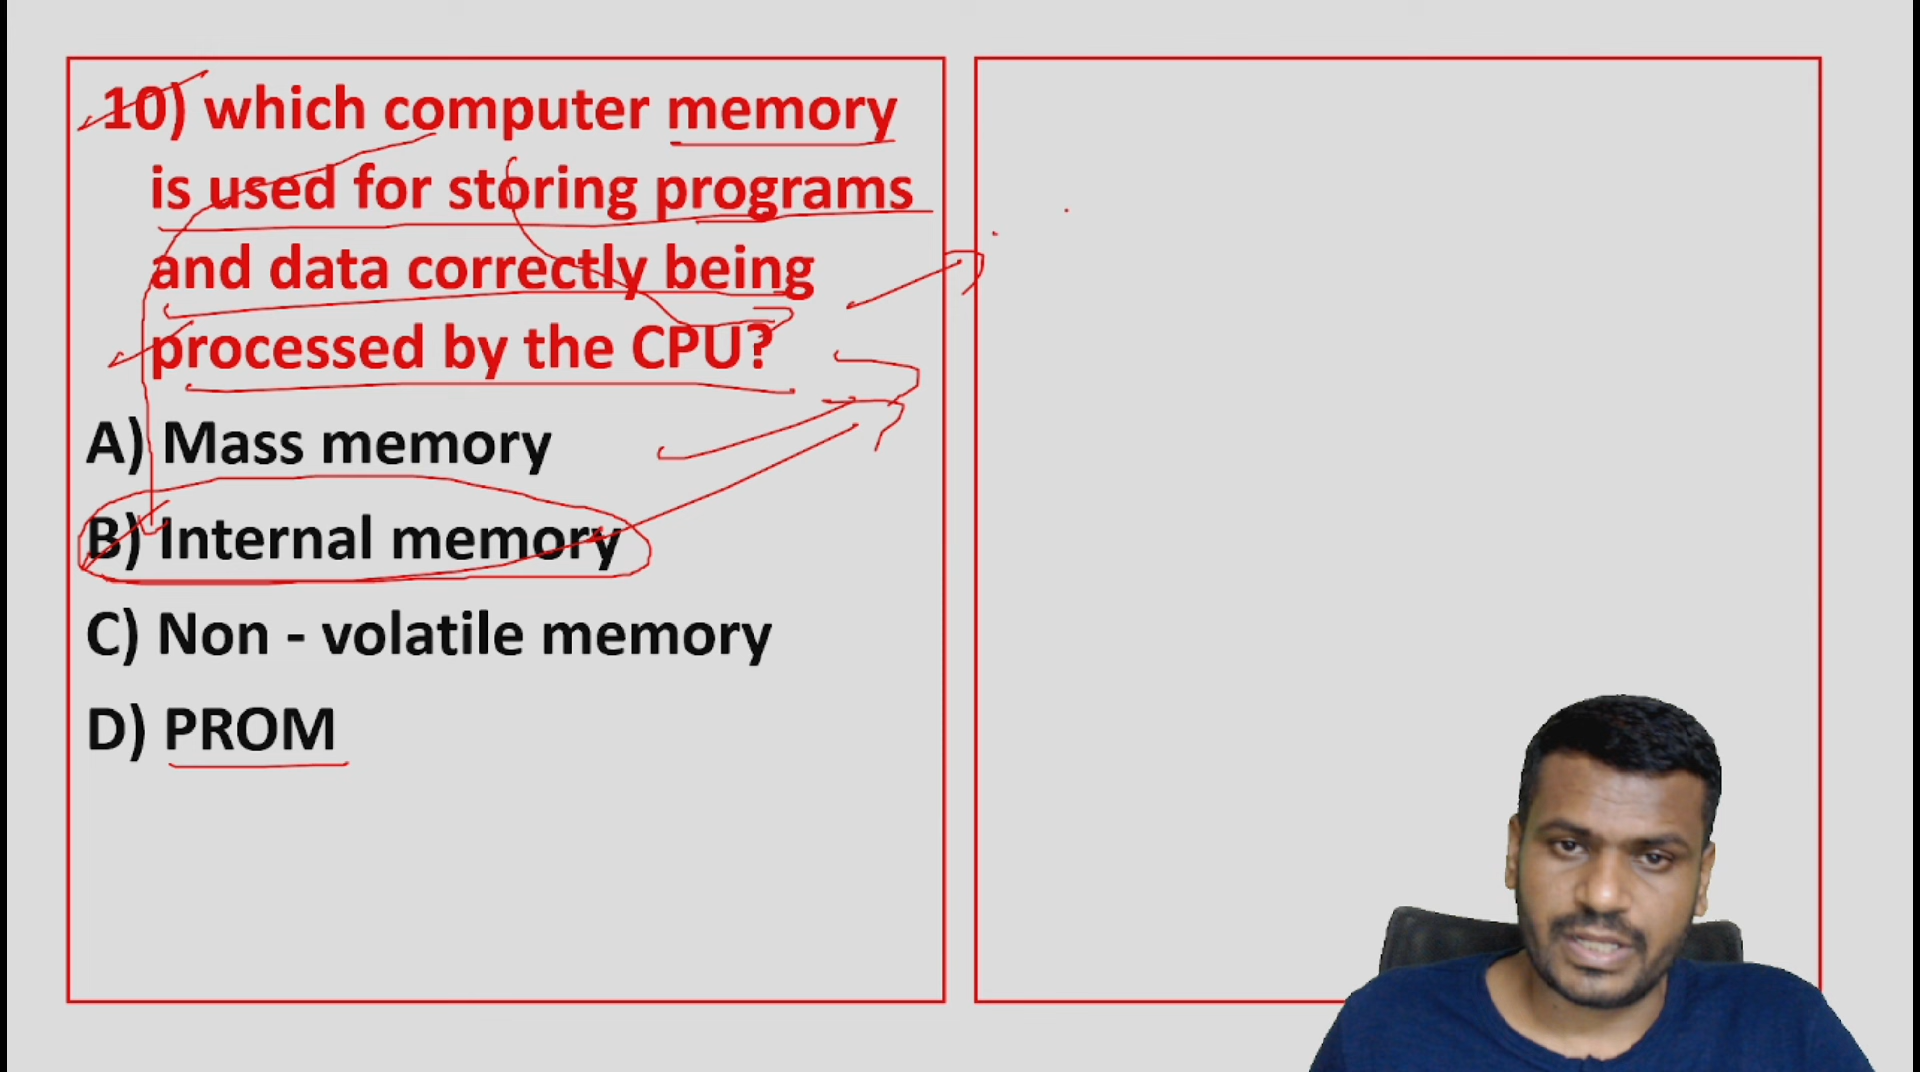 10) which computer memory
is used for storing programs
and data correctly being
processed by the CPU?
A) Mass memory
B) Internal memory
C) Non - volatile memory
D) PROM